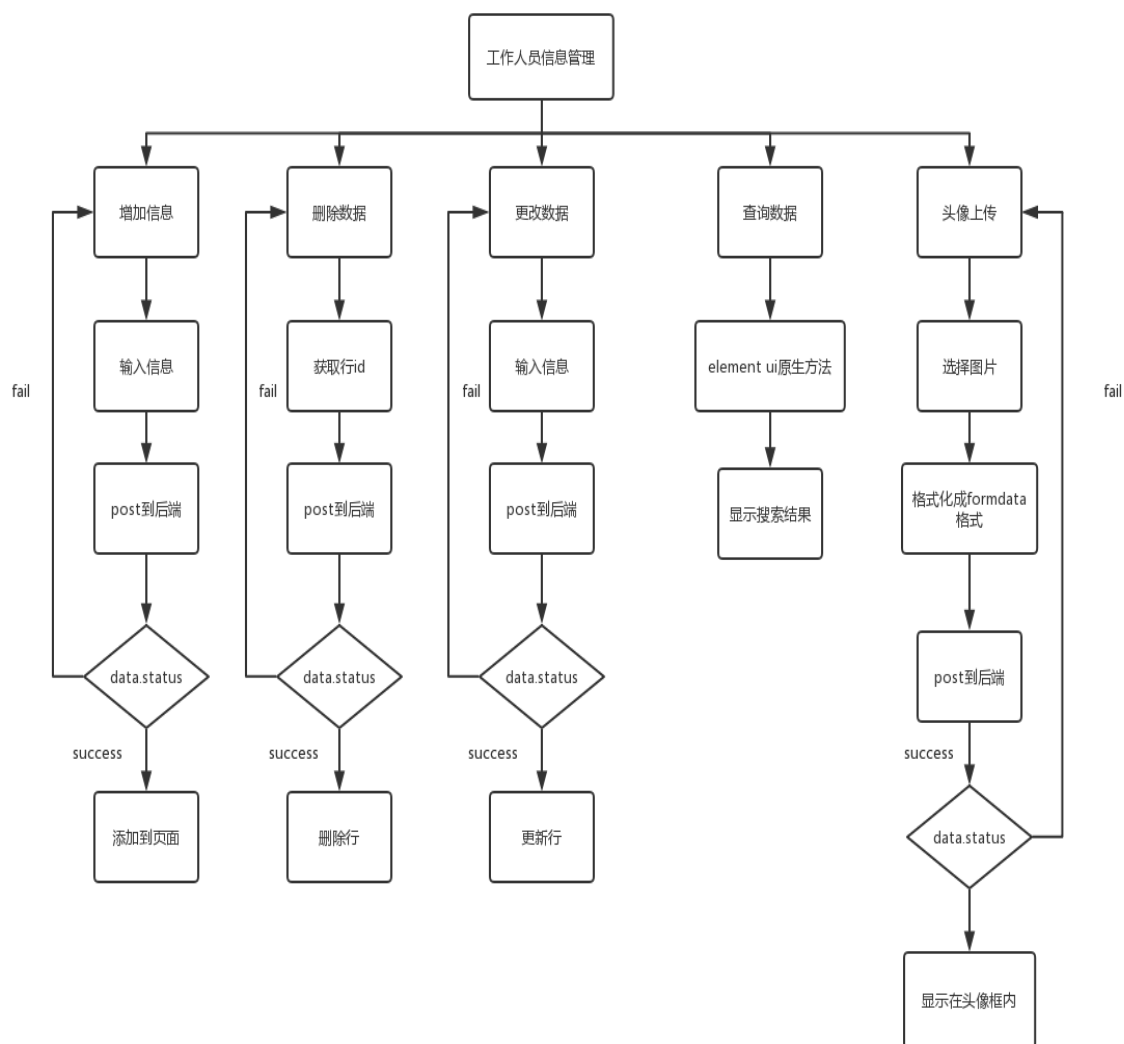 工作人员信息管理
增加信息
删除数据
更改数据
查询数据
头像上传
输入信息
获取行id
输入信息
element ui原生方法
选择图片
fail
fail
fail
fail
post到后端
post到后端
post到后端
显示搜索结果
格式化成formdata
格式
data.status
data.status
data.status
post到后端
success
success
success
success
添加到页面
删除行
更新行
data.status
显示在头像框内